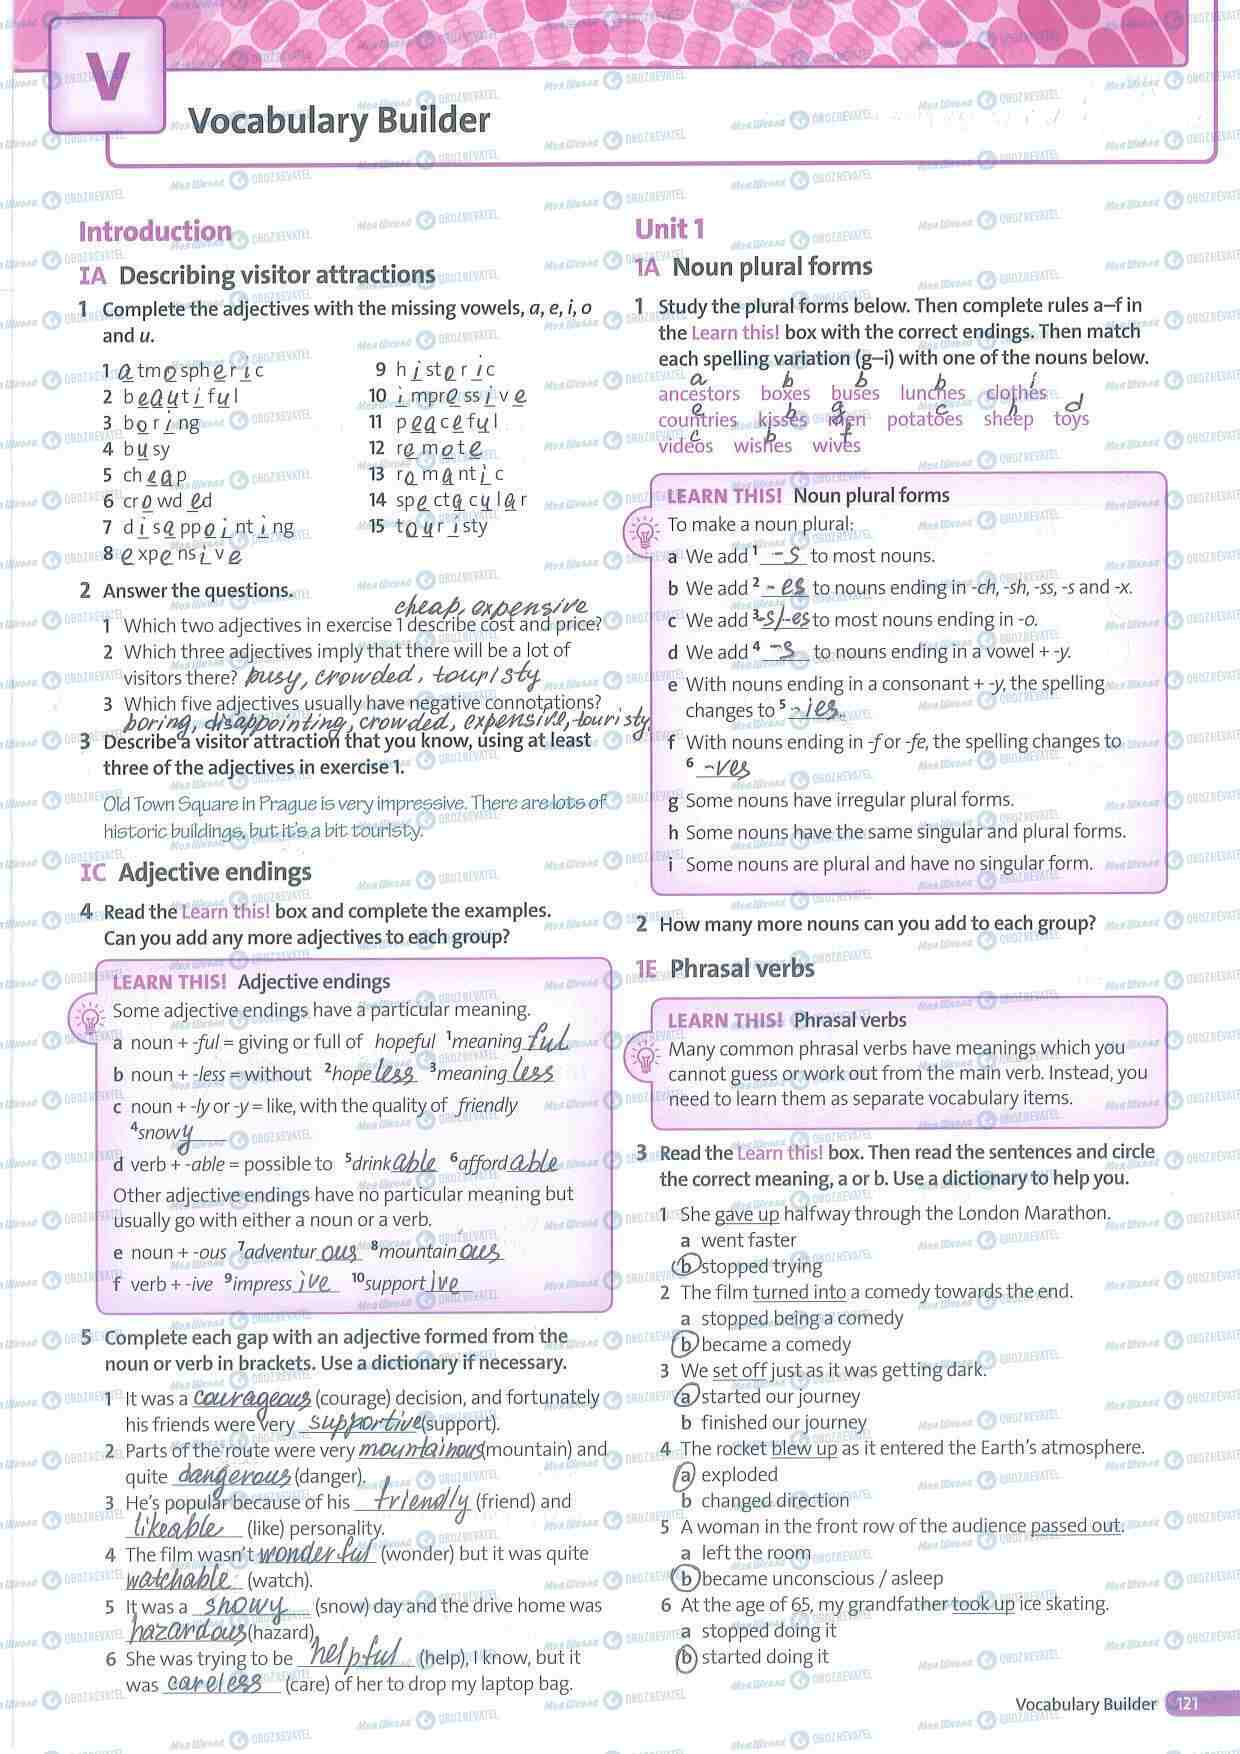 V
Vocabulary Builder
Introduction
IA Describing visitor attractions
1 Complete the adjectives with the missing vowels, a, e, i, o
and u.
1 atmospheric
2 beautiful
3 boring
4 busy
5 cheap
6 crowded
7 disappointing
8 expensive
9 historic
10 impressive
11 peaceful
12 remote
13 romantic
14 spectacular
15 touristy
2 Answer the questions.
cheap, expensive
1 Which two adjectives in exercise 1 describe cost and price?
2 Which three adjectives imply that there will be a lot of
visitors there? busy, crowded, touristy
3 Which five adjectives usually have negative connotations?
boring, disappointing, crowded, expensive, touristy
3 Describe a visitor attraction that you know, using at least
three of the adjectives in exercise 1.
Old Town Square in Prague is very impressive. There are lots of
historic buildings, but it's a bit touristy.
IC Adjective endings
4 Read the Learn this! box and complete the examples.
Can you add any more adjectives to each group?
LEARN THIS! Adjective endings
Some adjective endings have a particular meaning.
a noun + -ful = giving or full of hopeful 1meaningful
b noun + -less = without 2hopeless 3meaningless
c noun + -ly or -y = like, with the quality of friendly
4snowy
d verb + -able = possible to 5drinkable 6affordable
Other adjective endings have no particular meaning but
usually go with either a noun or a verb.
e noun + -ous 7adventurous 8mountainous
f verb + -ive 9impressive 10supportive
5 Complete each gap with an adjective formed from the
noun or verb in brackets. Use a dictionary if necessary.
1 It was a courageous (courage) decision, and fortunately
his friends were very supportive (support).
2 Parts of the route were very mountainous (mountain) and
quite dangerous (danger).
3 He's popular because of his friendly (friend) and
likeable (like) personality.
4 The film wasn't wonderful (wonder) but it was quite
watchable (watch).
5 It was a snowy (snow) day and the drive home was
hazardous (hazard)
6 She was trying to be helpful (help), I know, but it
was careless (care) of her to drop my laptop bag.
Unit 1
1A Noun plural forms
1 Study the plural forms below. Then complete rules a–f in
the Learn this! box with the correct endings. Then match
each spelling variation (g–i) with one of the nouns below.
a b b b i
ancestors boxes buses lunches clothes
e b g c h d
countries kisses men potatoes sheep toys
c b f
videos wishes wives
LEARN THIS! Noun plural forms
To make a noun plural:
a We add 1 -s to most nouns.
b We add 2 -es to nouns ending in -ch, -sh, -ss, -s and -x.
c We add 3 -s/-es to most nouns ending in -o.
d We add 4 -s to nouns ending in a vowel + -y.
e With nouns ending in a consonant + -y, the spelling
changes to 5 -ies.
f With nouns ending in -f or -fe, the spelling changes to
6 -ves
g Some nouns have irregular plural forms.
h Some nouns have the same singular and plural forms.
i Some nouns are plural and have no singular form.
2 How many more nouns can you add to each group?
1E Phrasal verbs
LEARN THIS! Phrasal verbs
Many common phrasal verbs have meanings which you
cannot guess or work out from the main verb. Instead, you
need to learn them as separate vocabulary items.
3 Read the Learn this! box. Then read the sentences and circle
the correct meaning, a or b. Use a dictionary to help you.
1 She gave up halfway through the London Marathon.
a went faster
b stopped trying
2 The film turned into a comedy towards the end.
a stopped being a comedy
b became a comedy
3 We set off just as it was getting dark.
a started our journey
b finished our journey
4 The rocket blew up as it entered the Earth's atmosphere.
a exploded
b changed direction
5 A woman in the front row of the audience passed out.
a left the room
b became unconscious / asleep
6 At the age of 65, my grandfather took up ice skating.
a stopped doing it
b started doing it
Vocabulary Builder 121